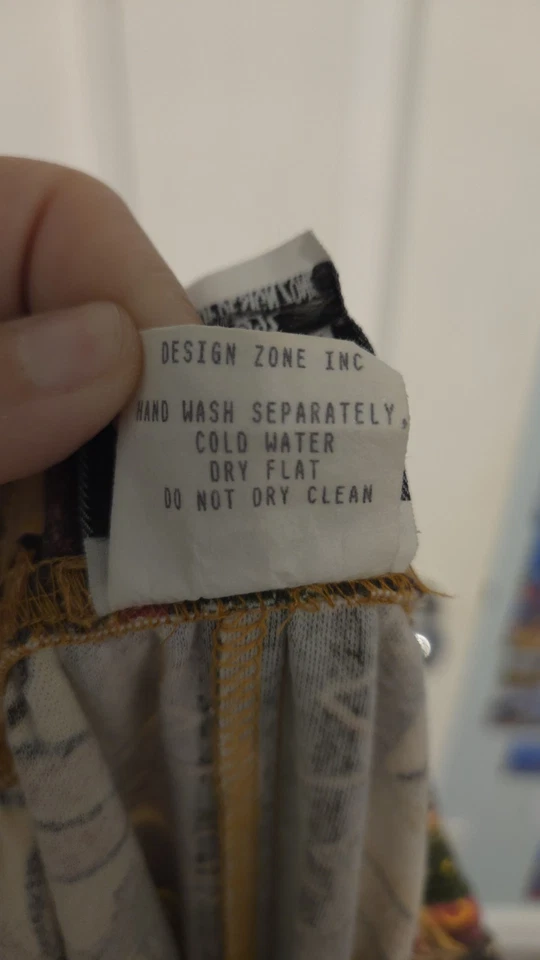 DESIGN ZONE INC
HAND WASH SEPARATELY,
COLD WATER
DRY FLAT
DO NOT DRY CLEAN